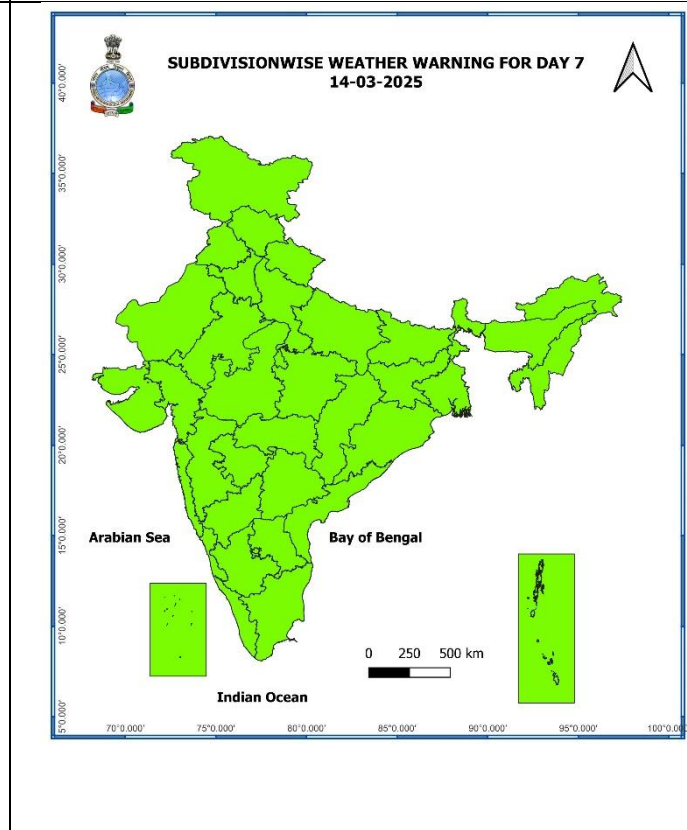 SUBDIVISIONWISE WEATHER WARNING FOR DAY 7
14-03-2025
40°0.000'
35°0.000'
30°0.000'
25°0.000'
20°0.000'
15°0.000'
10°0.000'
5°0.000'
Arabian Sea
Bay of Bengal
0 250 500 km
Indian Ocean
70°0.000' 75°0.000' 80°0.000' 85°0.000' 90°0.000' 95°0.000' 100°0.00